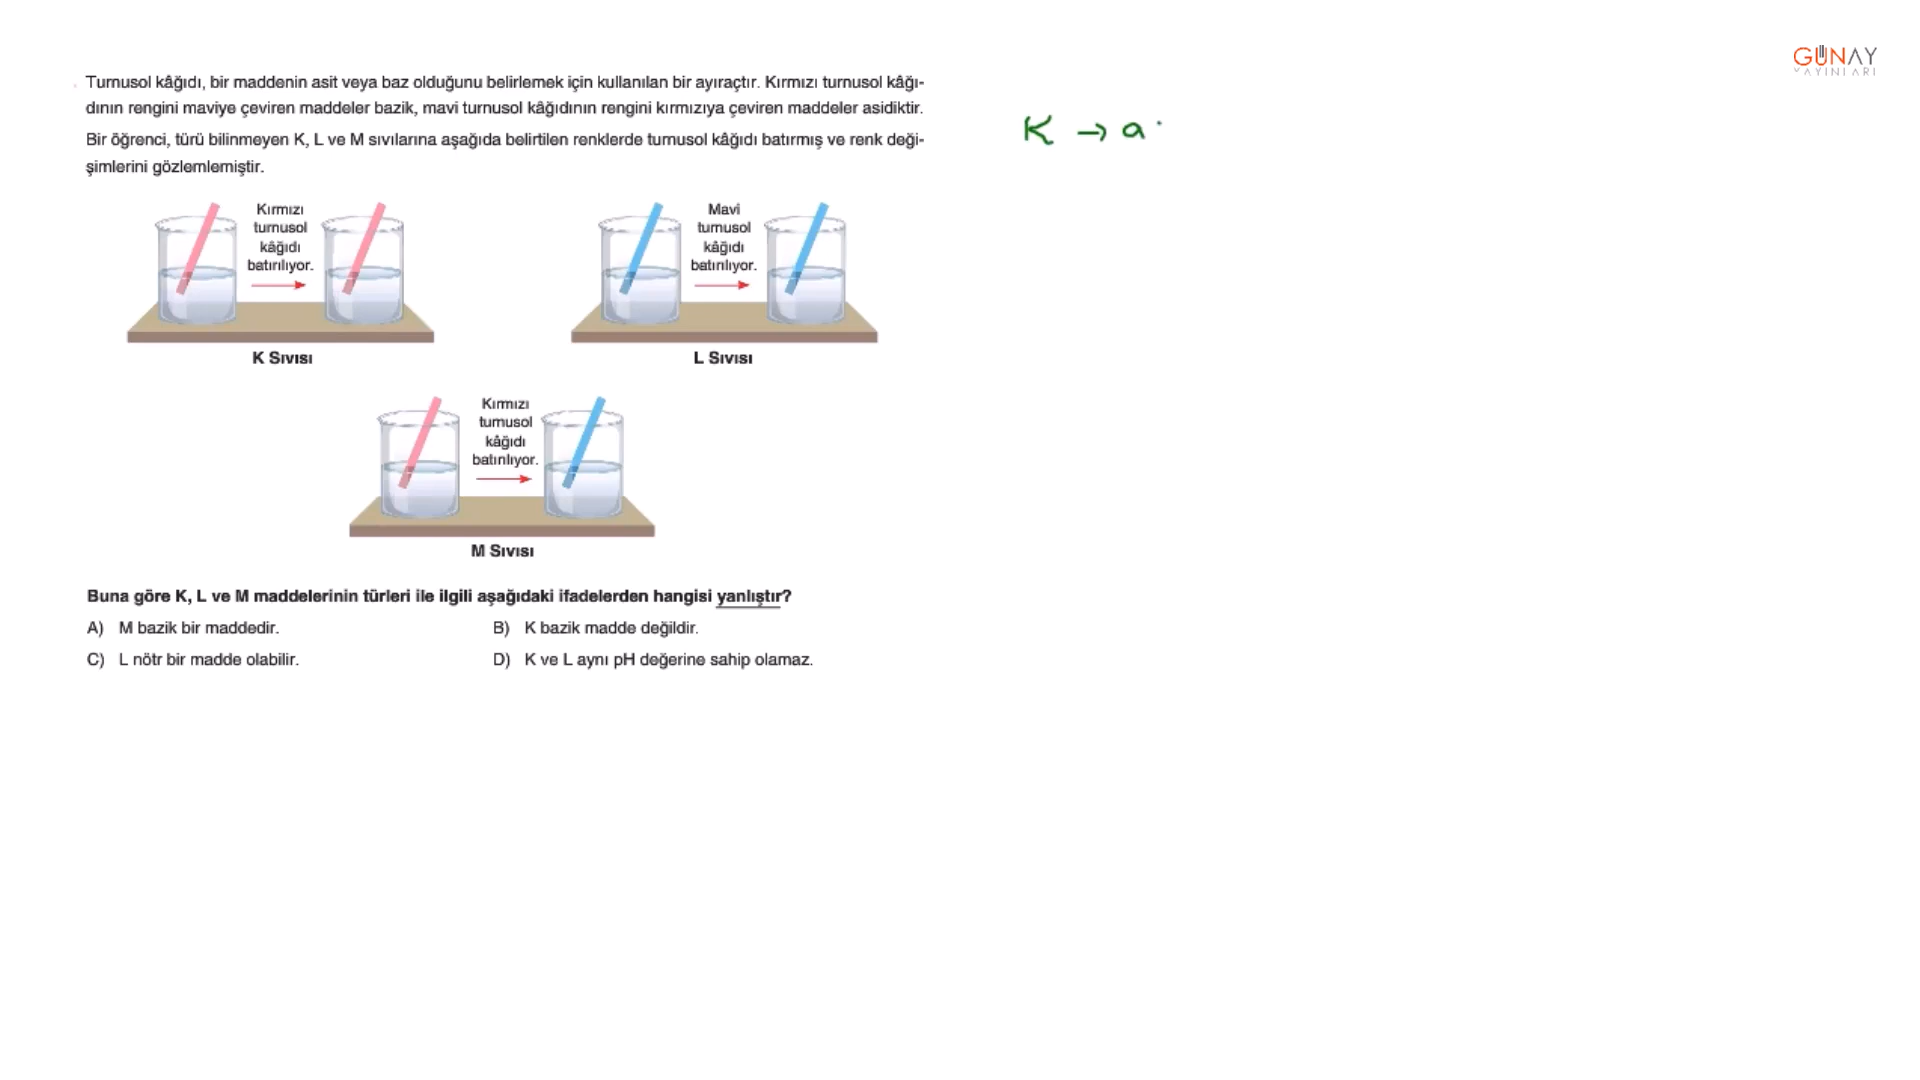 GÜNAY
YAYINLARI
Turnusol kâğıdı, bir maddenin asit veya baz olduğunu belirlemek için kullanılan bir ayıraçtır. Kırmızı turnusol kâğı-
dının rengini maviye çeviren maddeler bazik, mavi turnusol kâğıdının rengini kırmızıya çeviren maddeler asidiktir.
Bir öğrenci, türü bilinmeyen K, L ve M sıvılarına aşağıda belirtilen renklerde turnusol kâğıdı batırmış ve renk deği-
şimlerini gözlemlemiştir.
K → a
Kırmızı
turnusol
kâğıdı
batırılıyor.
K Sıvısı
Mavi
turnusol
kâğıdı
batırılıyor.
L Sıvısı
Kırmızı
turnusol
kâğıdı
batırılıyor.
M Sıvısı
Buna göre K, L ve M maddelerinin türleri ile ilgili aşağıdaki ifadelerden hangisi yanlıştır?
A) M bazik bir maddedir.
B) K bazik madde değildir.
C) L nötr bir madde olabilir.
D) K ve L aynı pH değerine sahip olamaz.